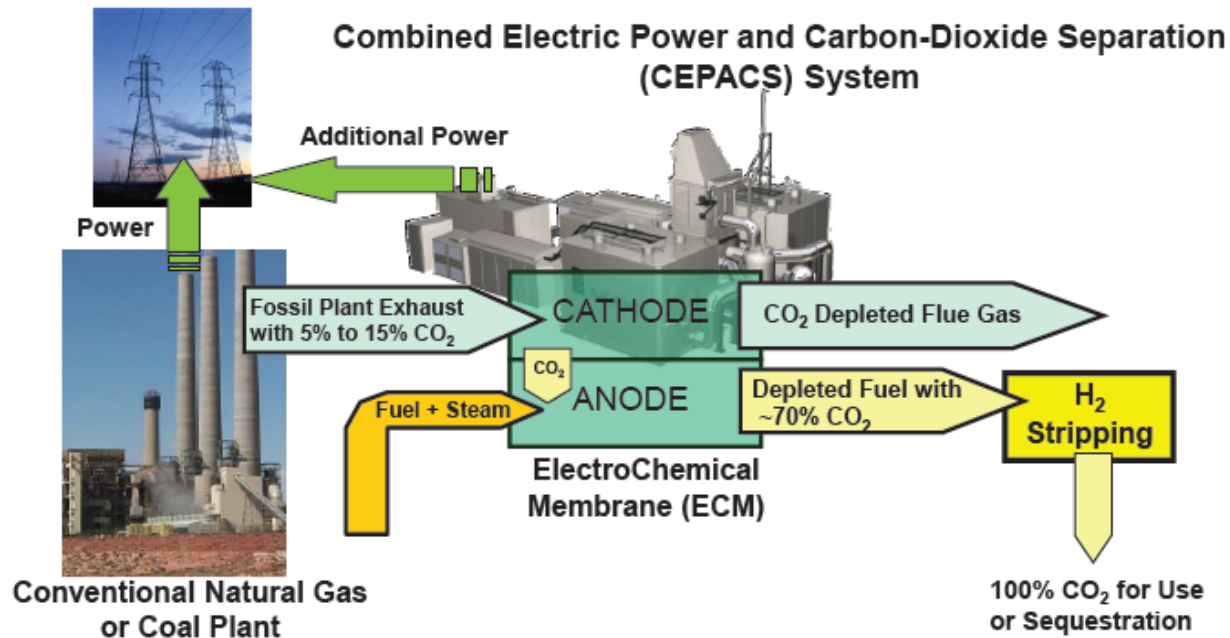 Combined Electric Power and Carbon-Dioxide Separation
(CEPACS) System
Additional Power
Power
Fossil Plant Exhaust
with 5% to 15% CO₂
CATHODE
CO₂ Depleted Flue Gas
CO₂
Fuel + Steam
ANODE
Depleted Fuel with
~70% CO₂
H₂
Stripping
ElectroChemical
Membrane (ECM)
Conventional Natural Gas
or Coal Plant
100% CO₂ for Use
or Sequestration